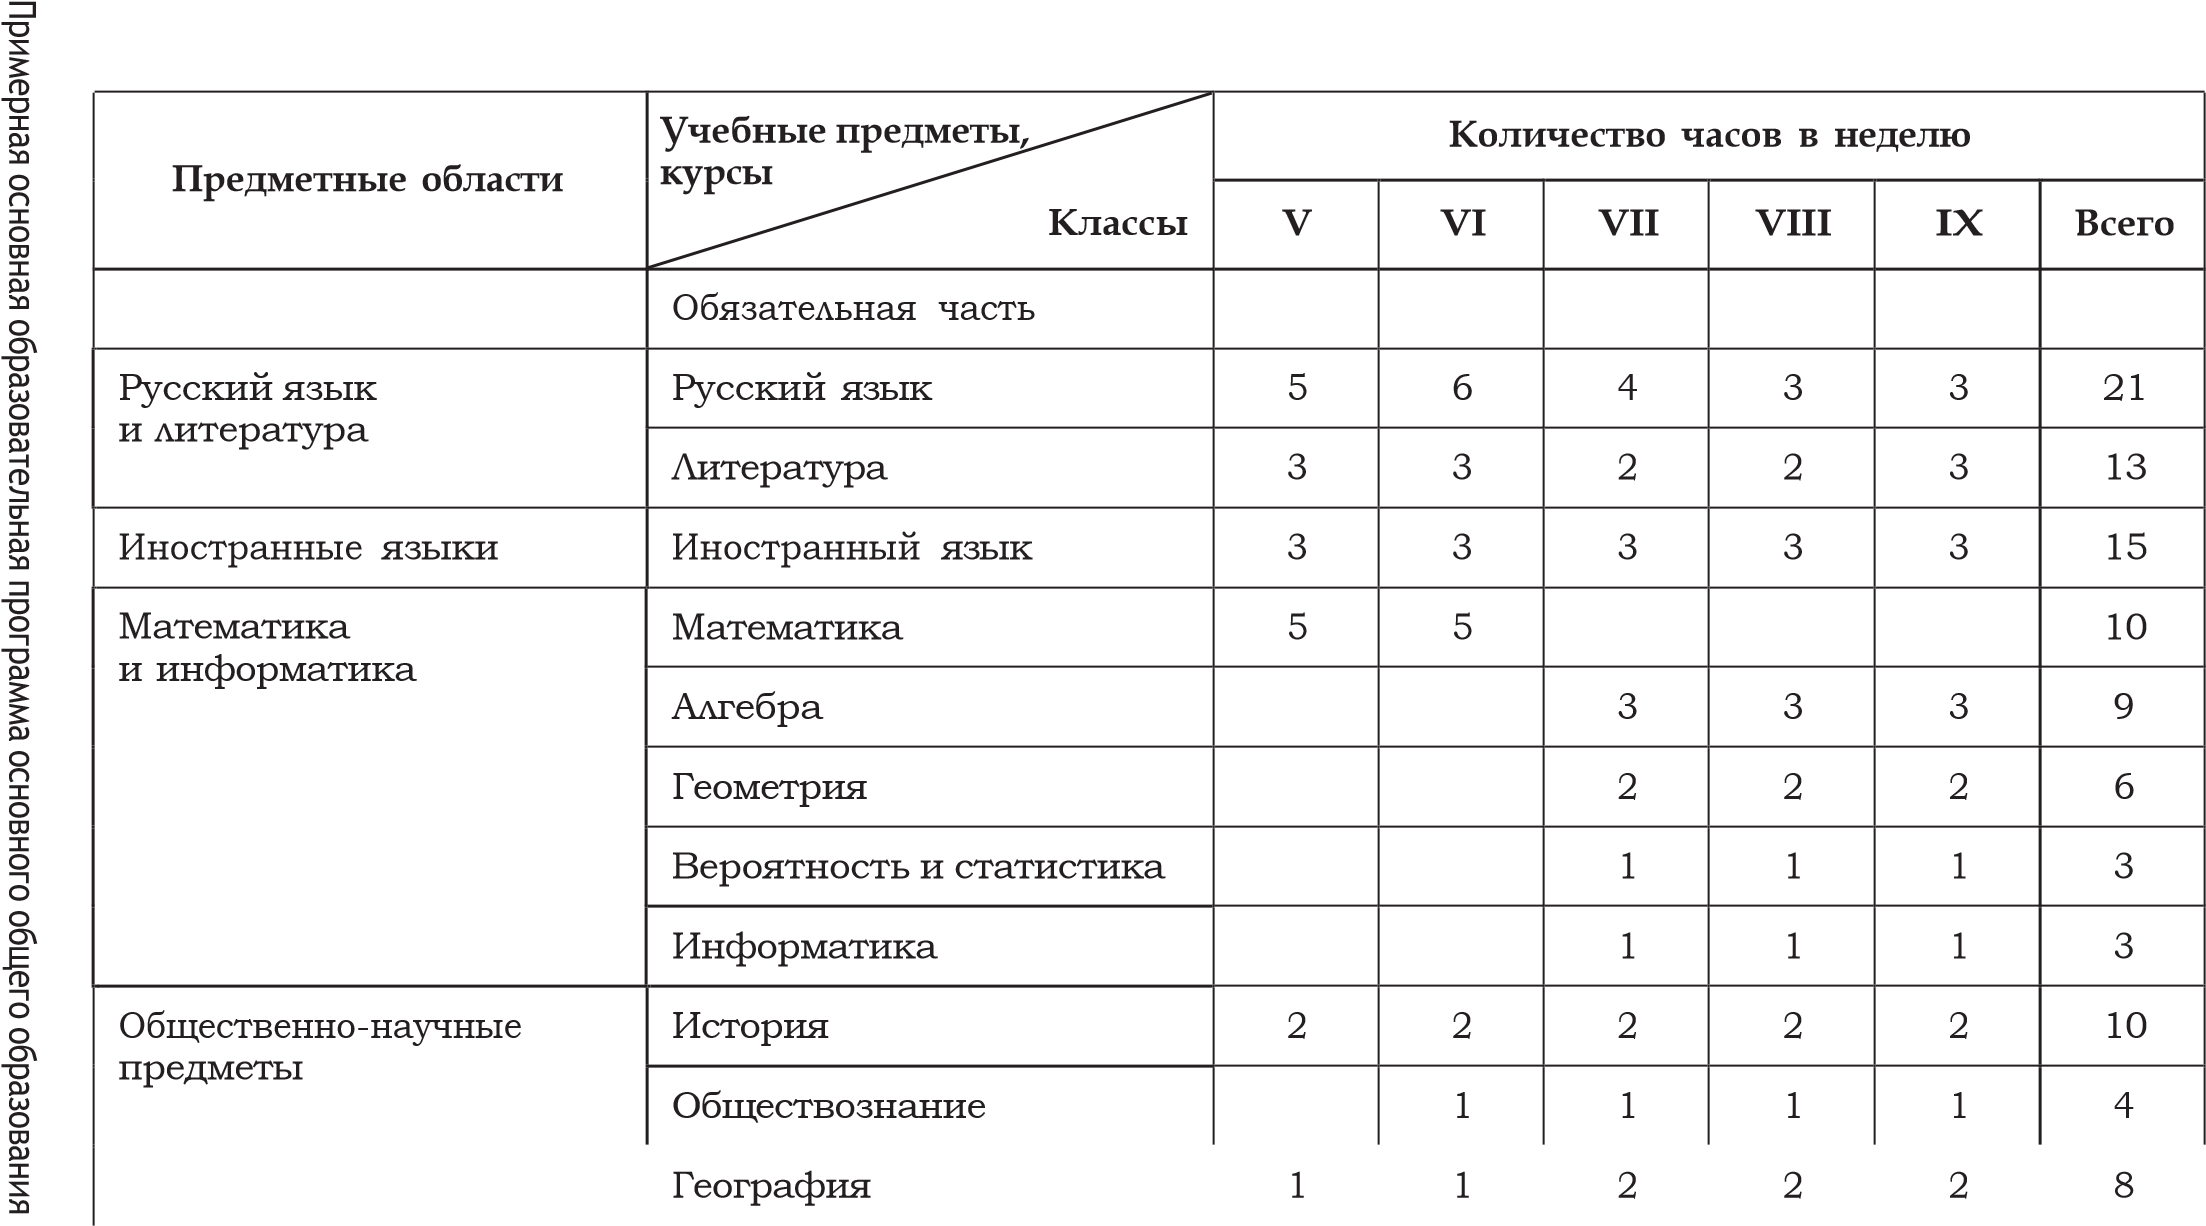 Примерная основная образовательная программа основного общего образования
Предметные области
Учебные предметы,
курсы
Классы
Количество часов в неделю
V VI VII VIII IX Всего
Обязательная часть
Русский язык
и литература
Русский язык 5 6 4 3 3 21
Литература 3 3 2 2 3 13
Иностранные языки Иностранный язык 3 3 3 3 3 15
Математика
и информатика
Математика 5 5 10
Алгебра 3 3 3 9
Геометрия 2 2 2 6
Вероятность и статистика 1 1 1 3
Информатика 1 1 1 3
Общественно-научные
предметы
История 2 2 2 2 2 10
Обществознание 1 1 1 1 4
География 1 1 2 2 2 8